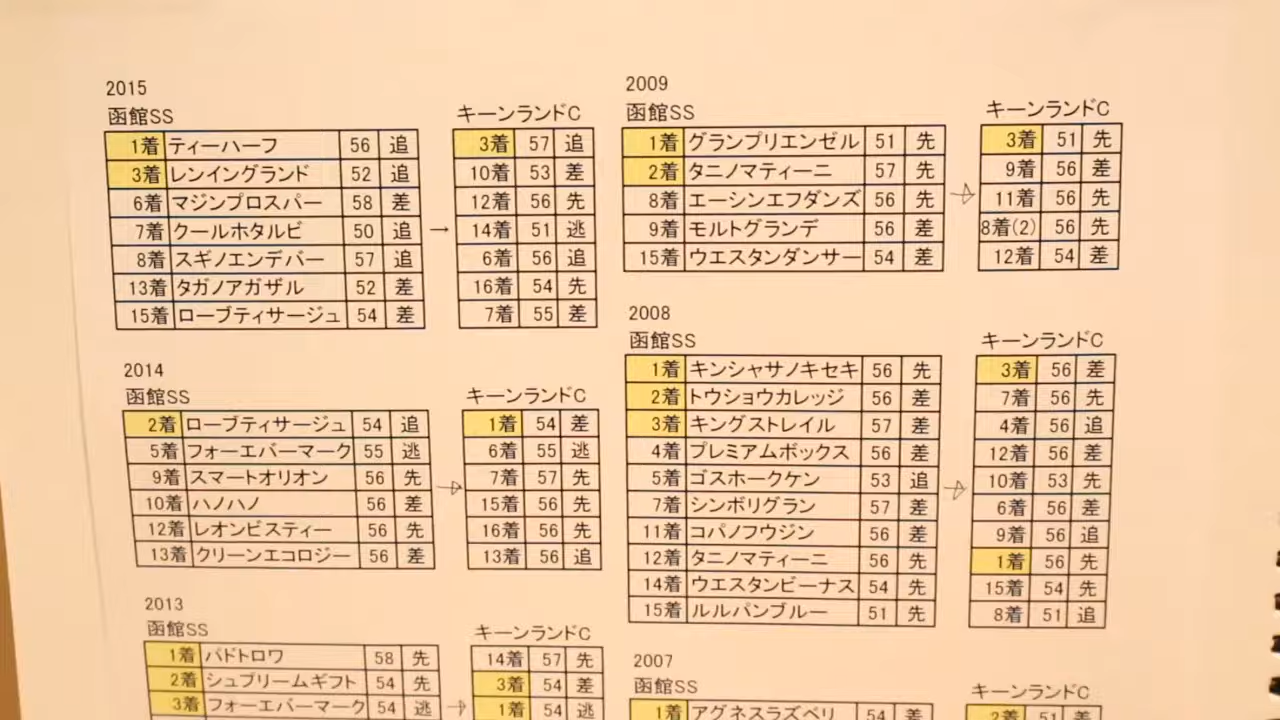 2015
函館SS
キーンランドC
1着 ティーハーフ 56 追 3着 57 追
3着 レンイングランド 52 追 10着 53 差
6着 マジンプロスパー 58 差 12着 56 先
7着 クールホタルビ 50 追 → 14着 51 逃
8着 スギノエンデバー 57 追 6着 56 追
13着 タガノアガザル 52 差 16着 54 先
15着 ローブティサージュ 54 差 7着 55 差
2014
函館SS
キーンランドC
2着 ローブティサージュ 54 追 1着 54 差
5着 フォーエバーマーク 55 逃 6着 55 逃
9着 スマートオリオン 56 先 → 7着 57 先
10着 ハノハノ 56 差 15着 56 先
12着 レオンビスティー 56 先 16着 56 先
13着 クリーンエコロジー 56 差 13着 56 追
2013
函館SS
キーンランドC
1着 パドトロワ 58 先 14着 57 先
2着 シュプリームギフト 54 先 3着 54 差
3着 フォーエバーマーク 54 逃 → 1着 54 逃
2009
函館SS
キーンランドC
1着 グランプリエンゼル 51 先 3着 51 先
2着 タニノマティーニ 57 先 9着 56 差
8着 エーシンエフダンズ 56 先 → 11着 56 先
9着 モルトグランデ 56 差 8着(2) 56 先
15着 ウエスタンダンサー 54 差 12着 54 差
2008
函館SS
キーンランドC
1着 キンシャサノキセキ 56 先 3着 56 差
2着 トウショウカレッジ 56 差 7着 56 先
3着 キングストレイル 57 差 4着 56 追
4着 プレミアムボックス 56 差 12着 56 差
5着 ゴスホークケン 53 追 → 10着 53 先
7着 シンボリグラン 57 差 6着 56 差
11着 コパノフウジン 56 差 9着 56 追
12着 タニノマティーニ 56 先 1着 56 先
14着 ウエスタンビーナス 54 先 15着 54 先
15着 ルルパンブルー 51 先 8着 51 追
2007
函館SS
キーンランドC
1着 アグネスラズベリ 54 差 2着 51 差